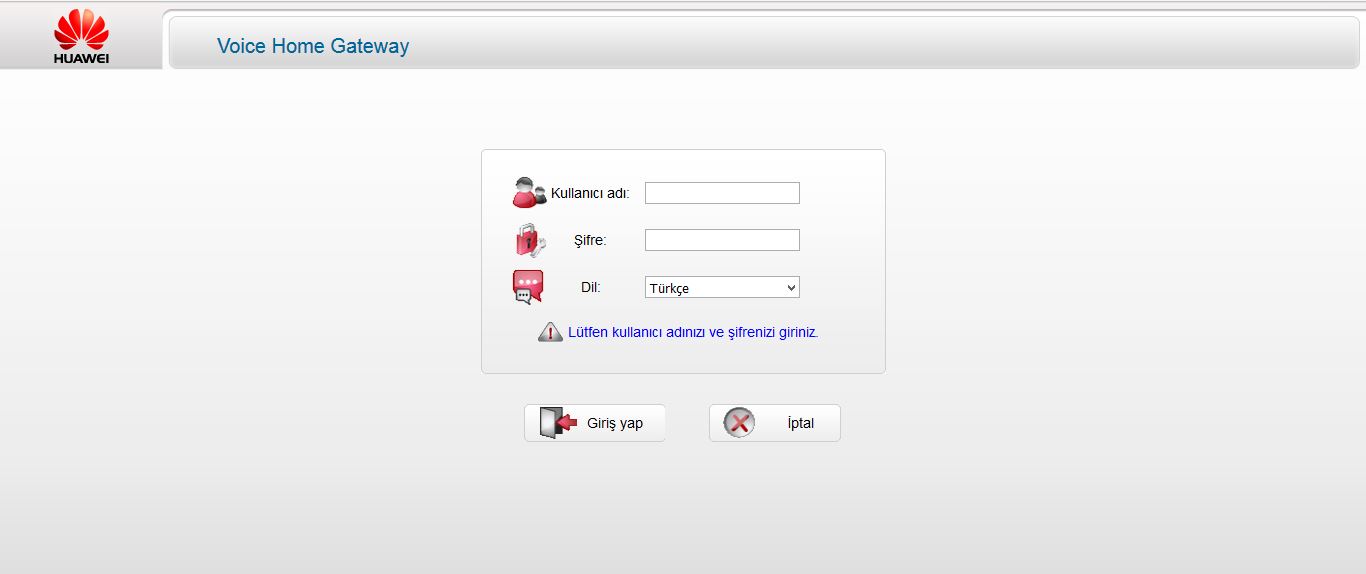 HUAWEI
Voice Home Gateway
Kullanıcı adı:
Şifre:
Dil:
Türkçe
Lütfen kullanıcı adınızı ve şifrenizi giriniz.
Giriş yap
İptal